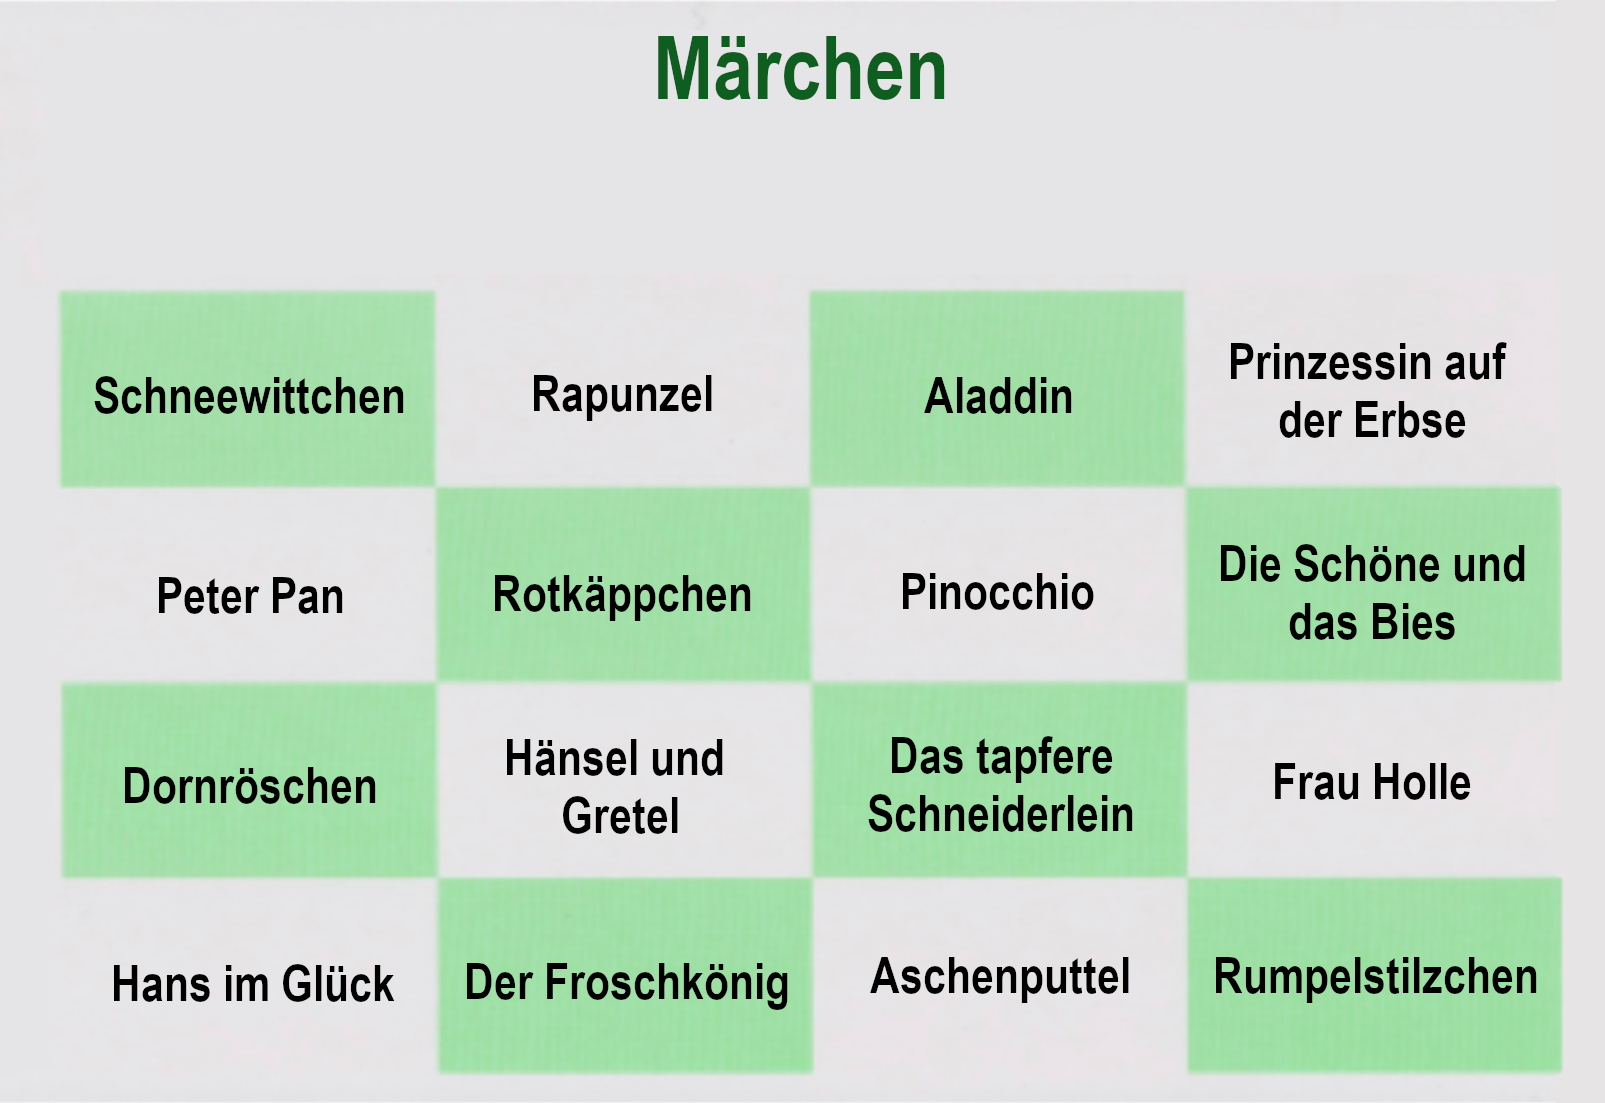 Märchen
Schneewittchen
Rapunzel
Aladdin
Prinzessin auf
der Erbse
Peter Pan
Rotkäppchen
Pinocchio
Die Schöne und
das Bies
Dornröschen
Hänsel und
Gretel
Das tapfere
Schneiderlein
Frau Holle
Hans im Glück
Der Froschkönig
Aschenputtel
Rumpelstilzchen